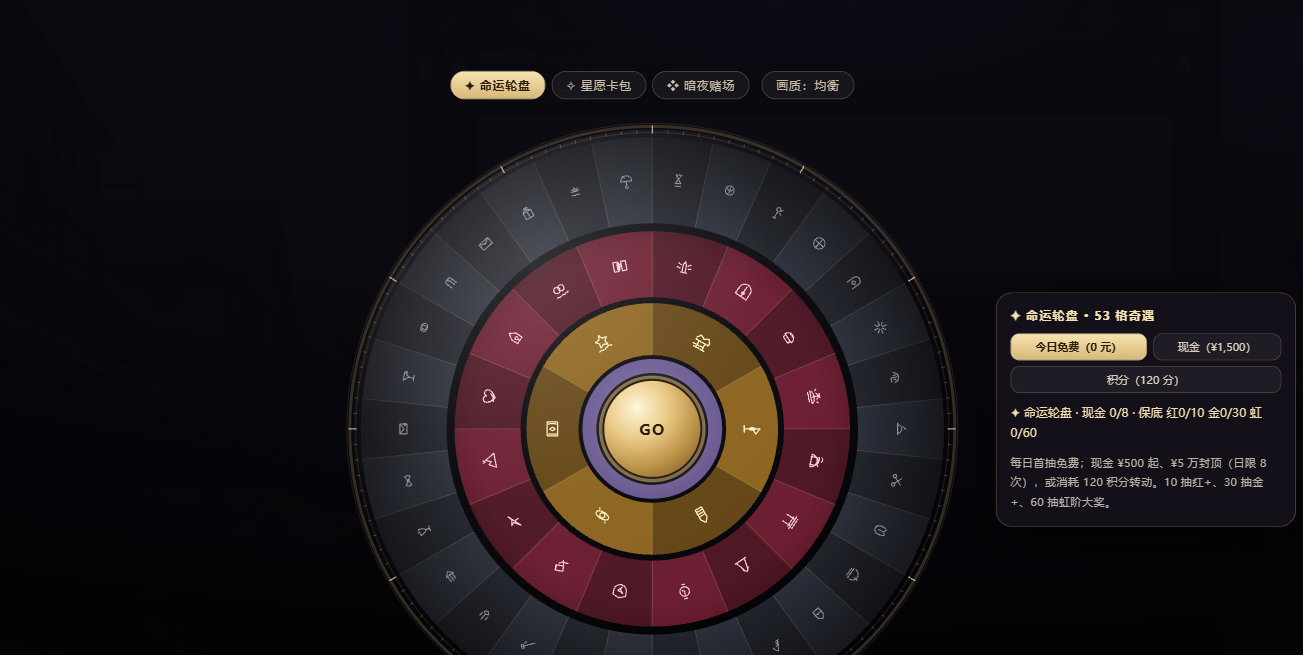 ✦ 命运轮盘
✧ 星愿卡包
❖ 暗夜赌场
画质：均衡
GO
✦ 命运轮盘 · 53 格奇遇
今日免费（0 元）
现金（¥1,500）
积分（120 分）
✦ 命运轮盘 · 现金 0/8 · 保底 红0/10 金0/30 虹
0/60
每日首抽免费；现金 ¥500 起、¥5 万封顶（日限 8
次），或消耗 120 积分转动。10 抽红+、30 抽金
+、60 抽虹阶大奖。